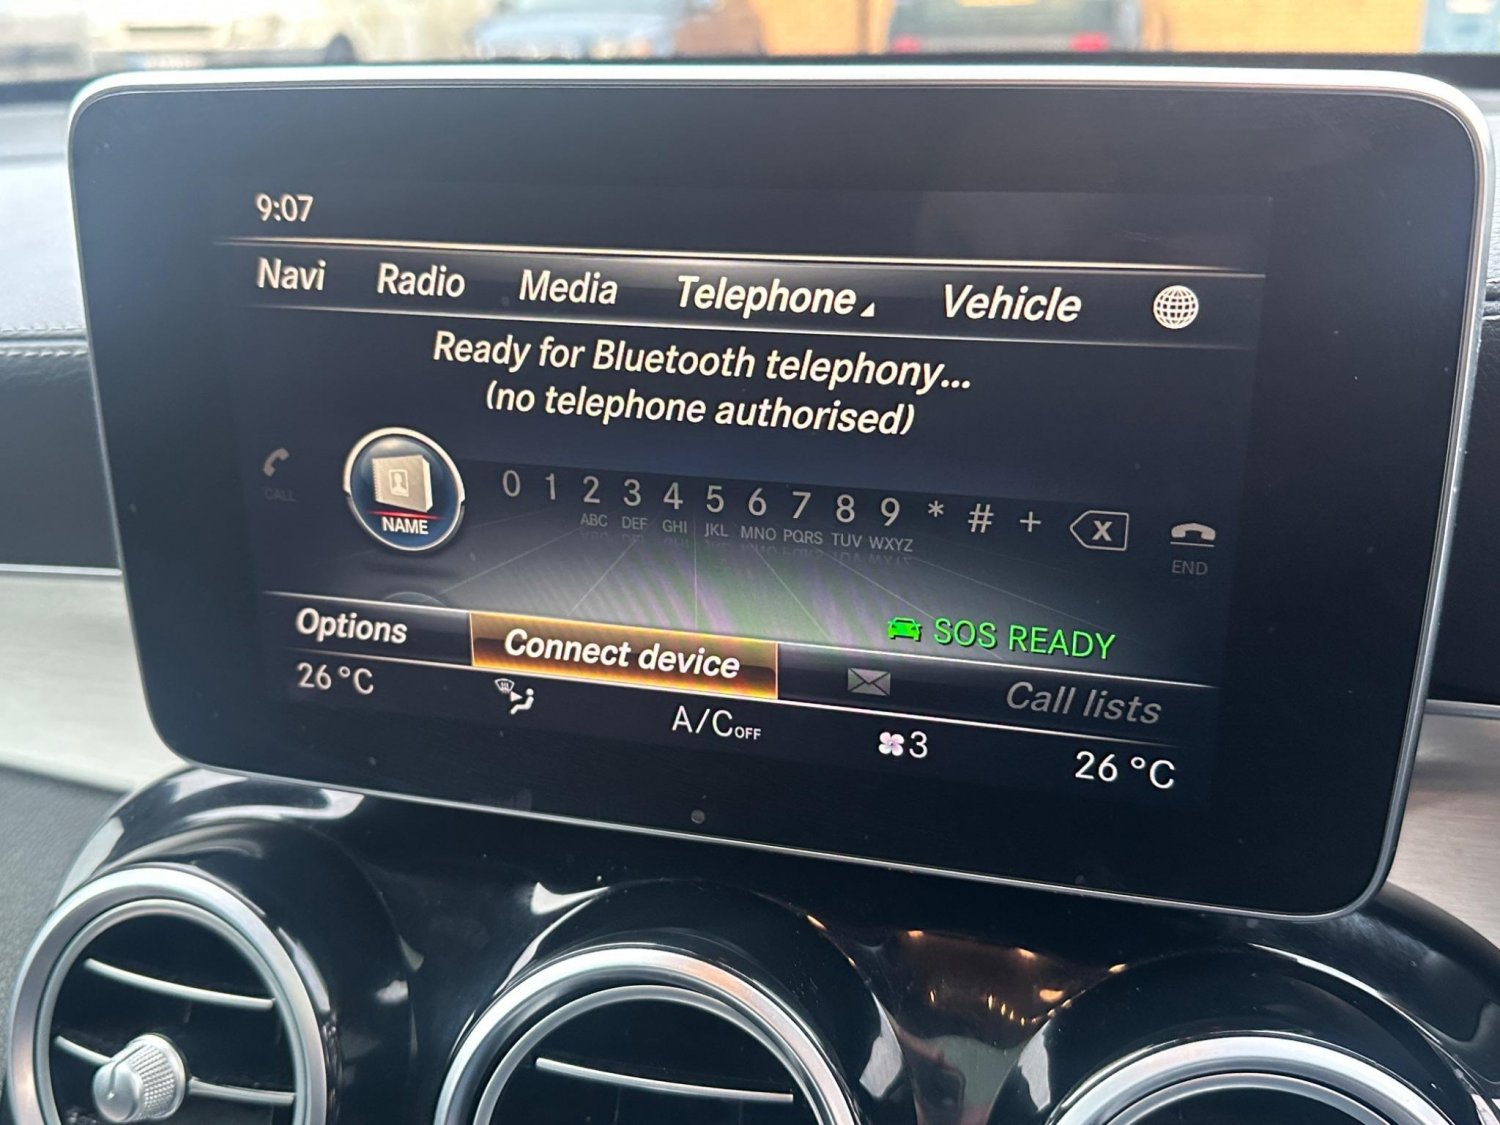 9:07
Navi Radio Media Telephone Vehicle
Ready for Bluetooth telephony...
(no telephone authorised)
CALL
NAME
0 1 2 3 4 5 6 7 8 9 * # + X
ABC DEF GHI JKL MNO PQRS TUV WXYZ
END
SOS READY
Options Connect device Call lists
26 °C A/C OFF 3 26 °C